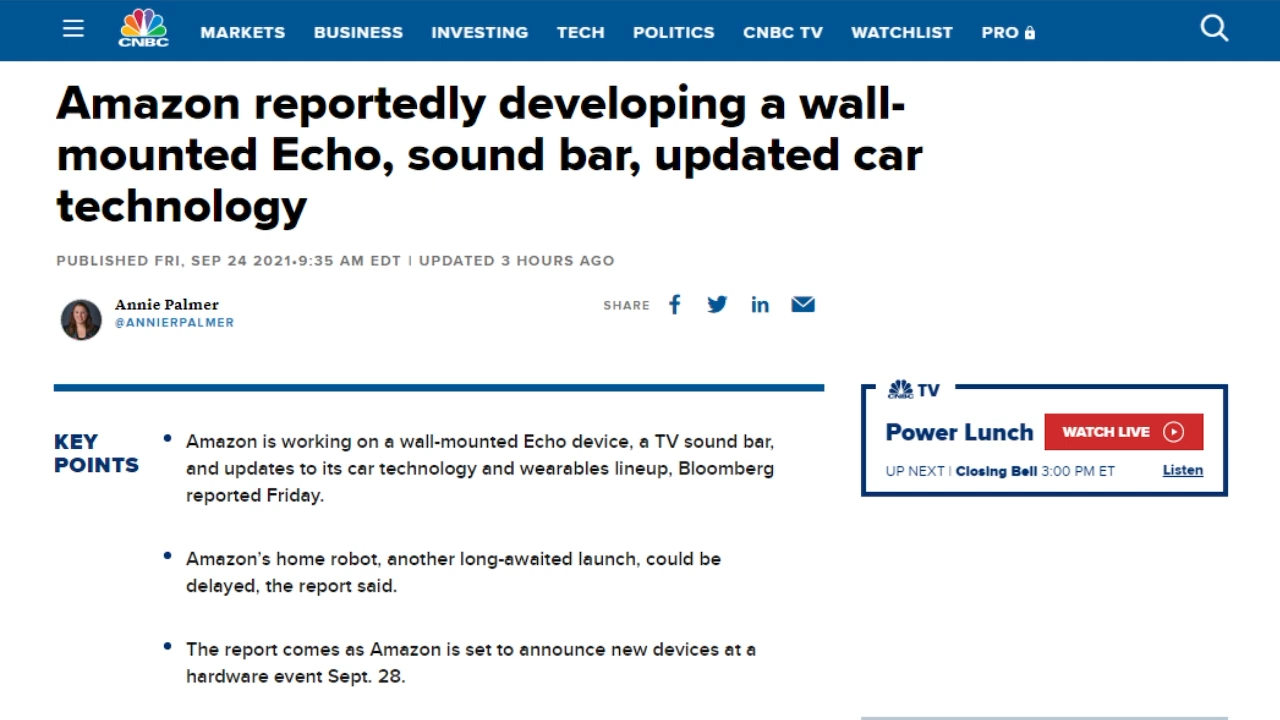 CNBC MARKETS BUSINESS INVESTING TECH POLITICS CNBC TV WATCHLIST PRO
Amazon reportedly developing a wall-
mounted Echo, sound bar, updated car
technology
PUBLISHED FRI, SEP 24 2021•9:35 AM EDT | UPDATED 3 HOURS AGO
Annie Palmer
@ANNIERPALMER
SHARE
KEY
POINTS
Amazon is working on a wall-mounted Echo device, a TV sound bar,
and updates to its car technology and wearables lineup, Bloomberg
reported Friday.
Amazon’s home robot, another long-awaited launch, could be
delayed, the report said.
The report comes as Amazon is set to announce new devices at a
hardware event Sept. 28.
CNBC TV
Power Lunch WATCH LIVE
UP NEXT | Closing Bell 3:00 PM ET Listen